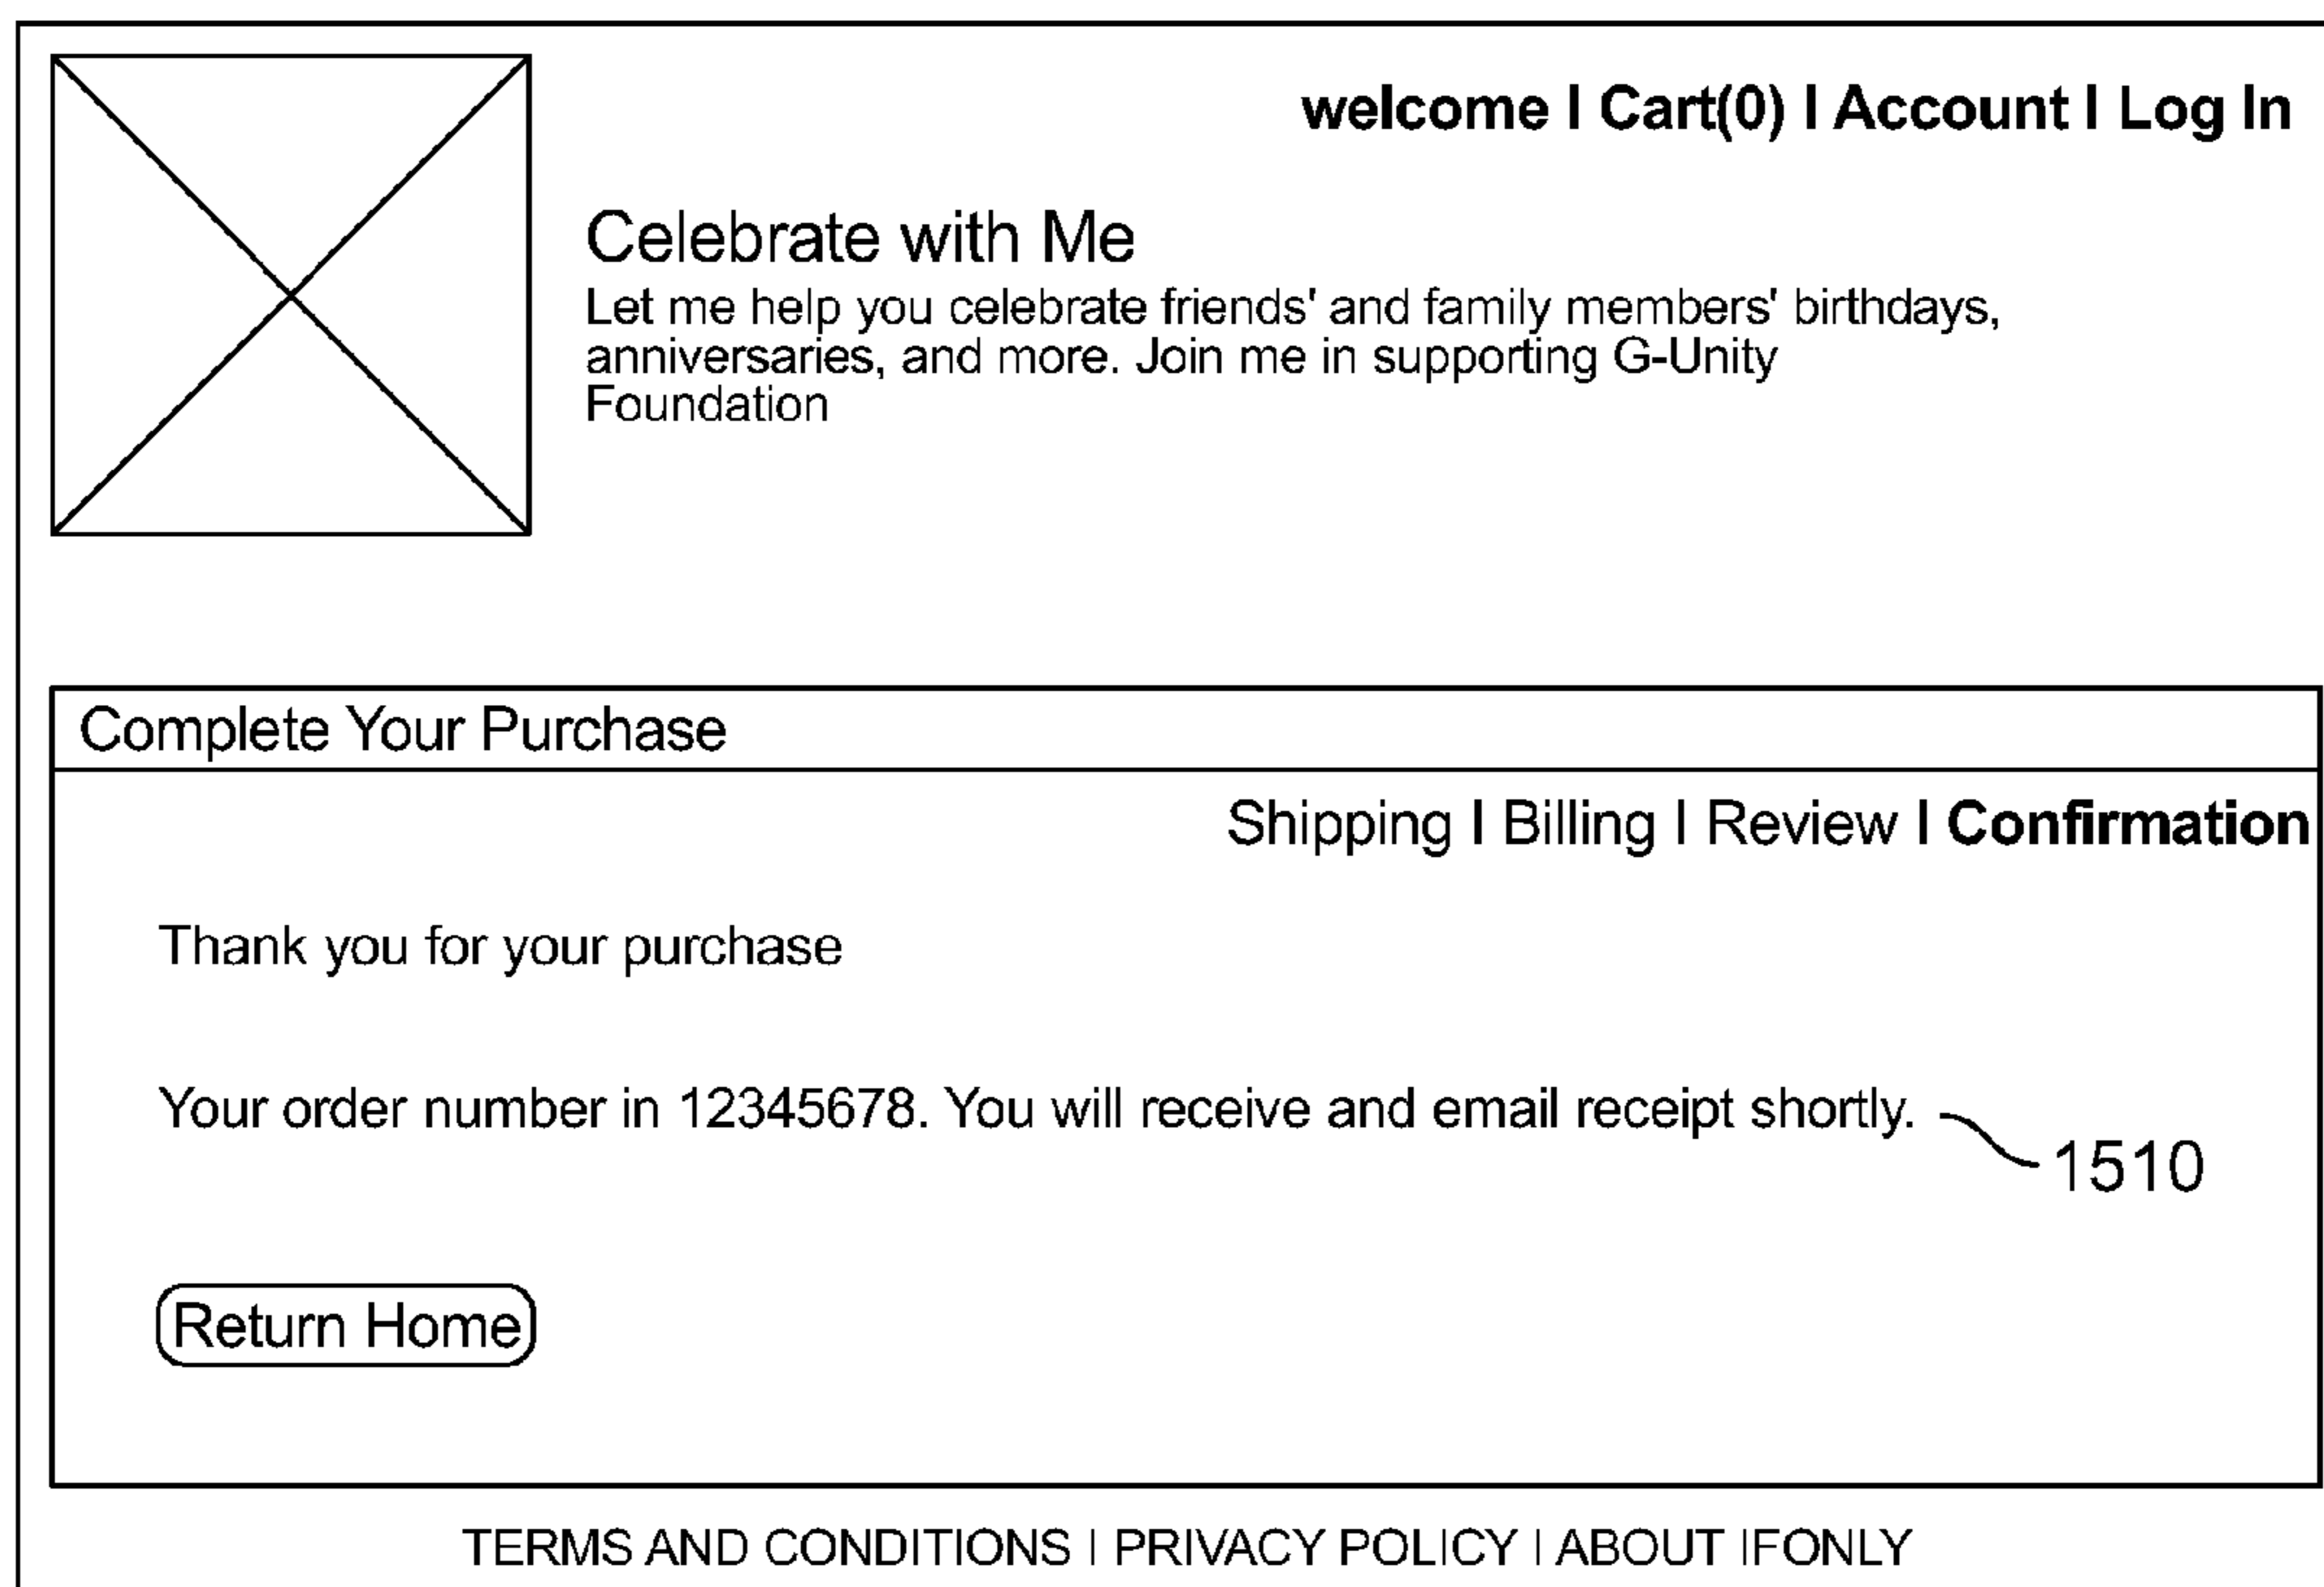 welcome | Cart(0) | Account | Log In
Celebrate with Me
Let me help you celebrate friends' and family members' birthdays,
anniversaries, and more. Join me in supporting G-Unity
Foundation
Complete Your Purchase
Shipping | Billing | Review | Confirmation
Thank you for your purchase
Your order number in 12345678. You will receive and email receipt shortly.
1510
Return Home
TERMS AND CONDITIONS | PRIVACY POLICY | ABOUT IFONLY